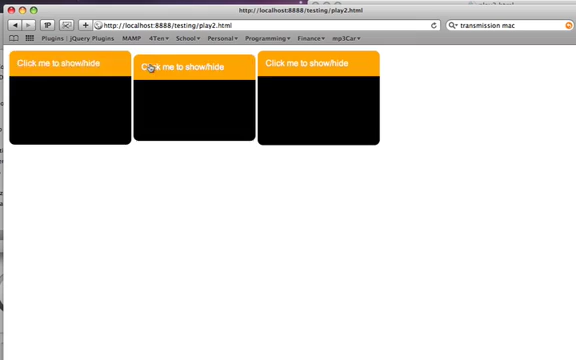 http://localhost:8888/testing/play2.html
1P
http://localhost:8888/testing/play2.html
transmission mac
Plugins | jQuery Plugins
MAMP
4Ten
School
Personal
Programming
Finance
mp3Car
Click me to show/hide
Click me to show/hide
Click me to show/hide